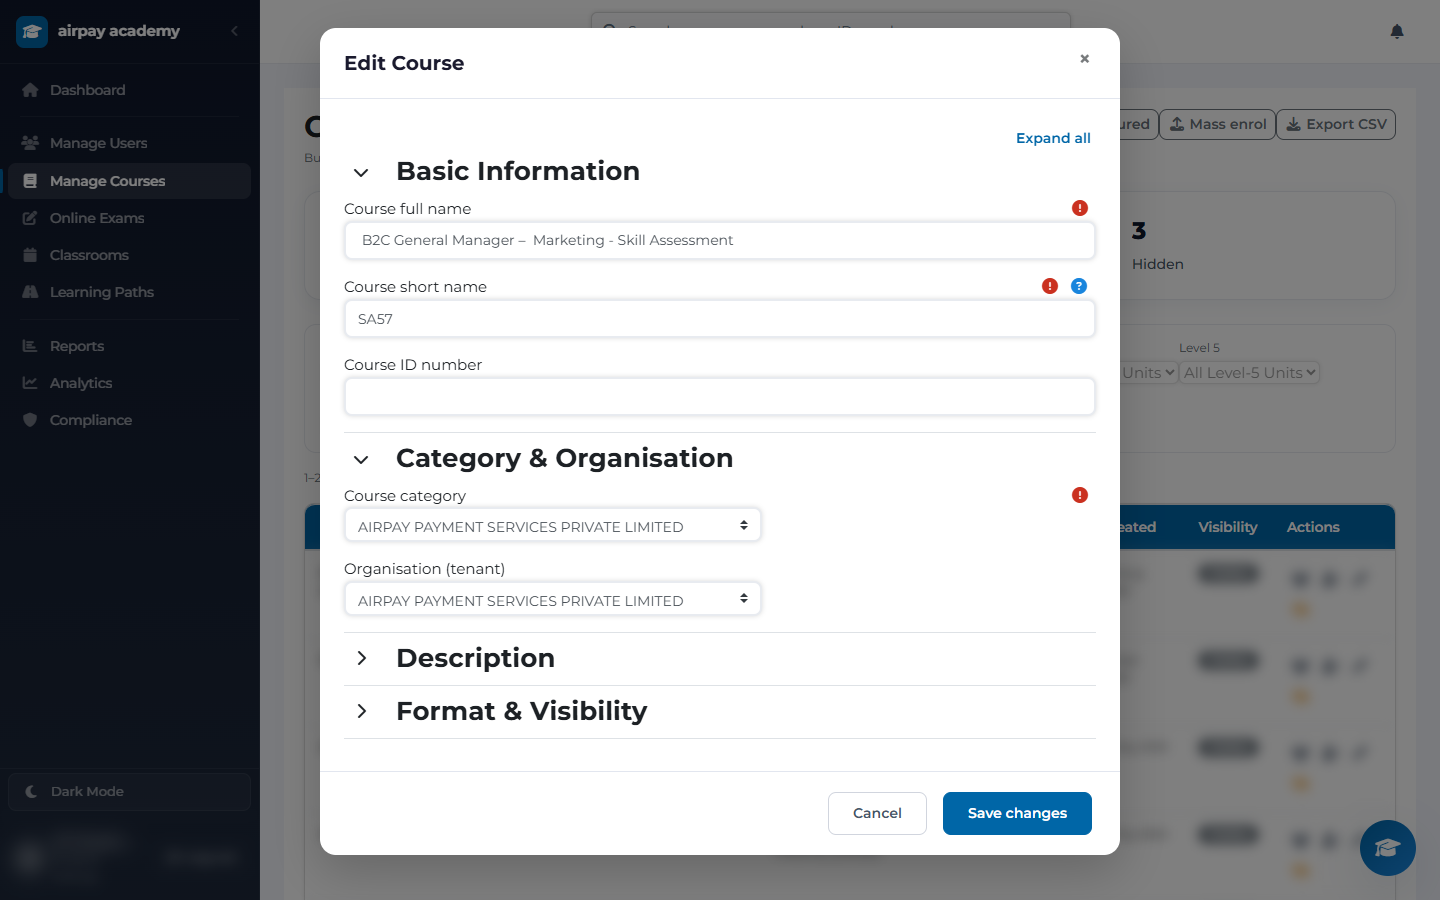 airpay academy
Dashboard
Manage Users
Manage Courses
Online Exams
Classrooms
Learning Paths
Reports
Analytics
Compliance
Dark Mode
Mass enrol
Export CSV
3
Hidden
Level 5
Units
All Level-5 Units
Visibility
Actions
Edit Course
×
Expand all
Basic Information
Course full name
B2C General Manager – Marketing - Skill Assessment
Course short name
SA57
Course ID number
Category & Organisation
Course category
AIRPAY PAYMENT SERVICES PRIVATE LIMITED
Organisation (tenant)
AIRPAY PAYMENT SERVICES PRIVATE LIMITED
Description
Format & Visibility
Cancel
Save changes